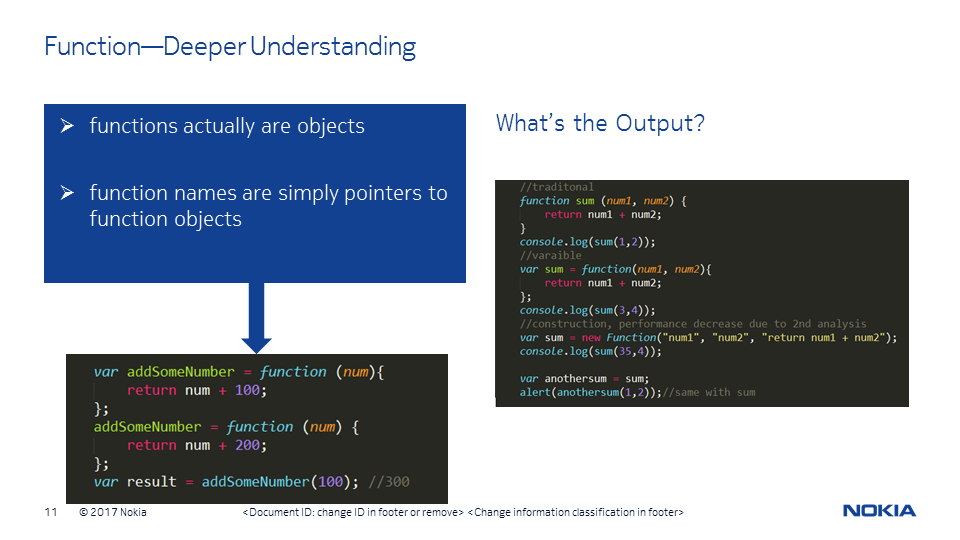 Function—Deeper Understanding
functions actually are objects
function names are simply pointers to
function objects
var addSomeNumber = function (num){
return num + 100;
};
addSomeNumber = function (num) {
return num + 200;
};
var result = addSomeNumber(100); //300
What's the Output?
//traditonal
function sum (num1, num2) {
return num1 + num2;
}
console.log(sum(1,2));
//varaible
var sum = function(num1, num2){
return num1 + num2;
};
console.log(sum(3,4));
//construction, performance decrease due to 2nd analysis
var sum = new Function("num1", "num2", "return num1 + num2");
console.log(sum(35,4));
var anothersum = sum;
alert(anothersum(1,2));//same with sum
11 © 2017 Nokia <Document ID: change ID in footer or remove> <Change information classification in footer>
NOKIA